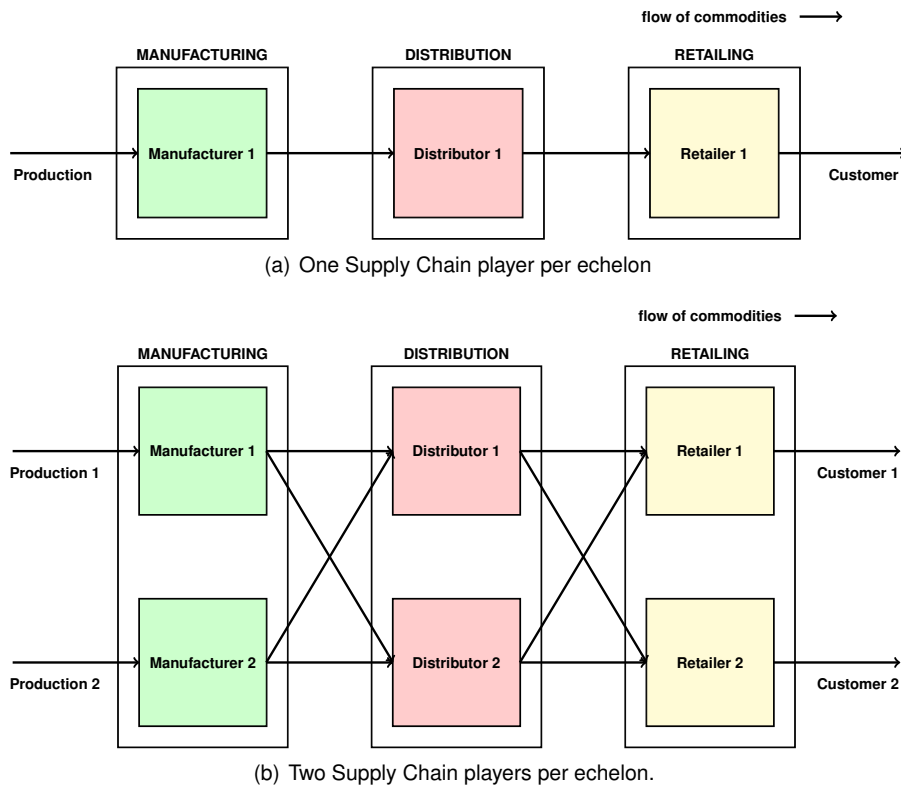 flow of commodities
MANUFACTURING DISTRIBUTION RETAILING
Manufacturer 1 Distributor 1 Retailer 1
Production Customer
(a) One Supply Chain player per echelon
flow of commodities
MANUFACTURING DISTRIBUTION RETAILING
Manufacturer 1 Distributor 1 Retailer 1
Production 1 Customer 1
Manufacturer 2 Distributor 2 Retailer 2
Production 2 Customer 2
(b) Two Supply Chain players per echelon.